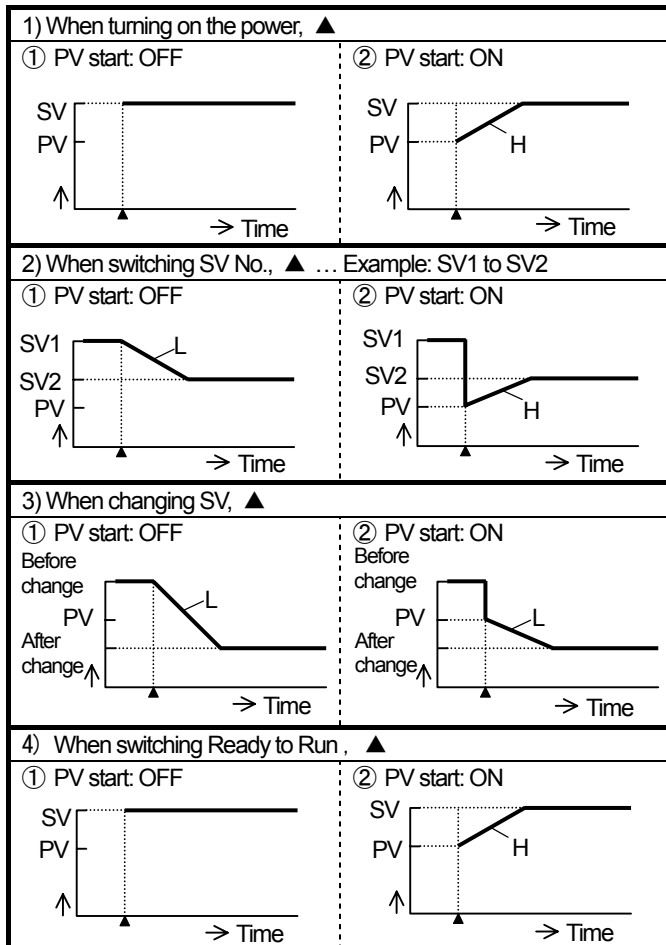 1) When turning on the power, ▲
① PV start: OFF
SV
PV
↑
→ Time
② PV start: ON
SV
PV
H
↑
→ Time
2) When switching SV No., ▲ … Example: SV1 to SV2
① PV start: OFF
SV1
L
SV2
PV
↑
→ Time
② PV start: ON
SV1
SV2
PV
H
↑
→ Time
3) When changing SV, ▲
① PV start: OFF
Before
change
L
PV
After
change
↑
→ Time
② PV start: ON
Before
change
PV
L
After
change
↑
→ Time
4) When switching Ready to Run , ▲
① PV start: OFF
SV
PV
↑
→ Time
② PV start: ON
SV
PV
H
↑
→ Time